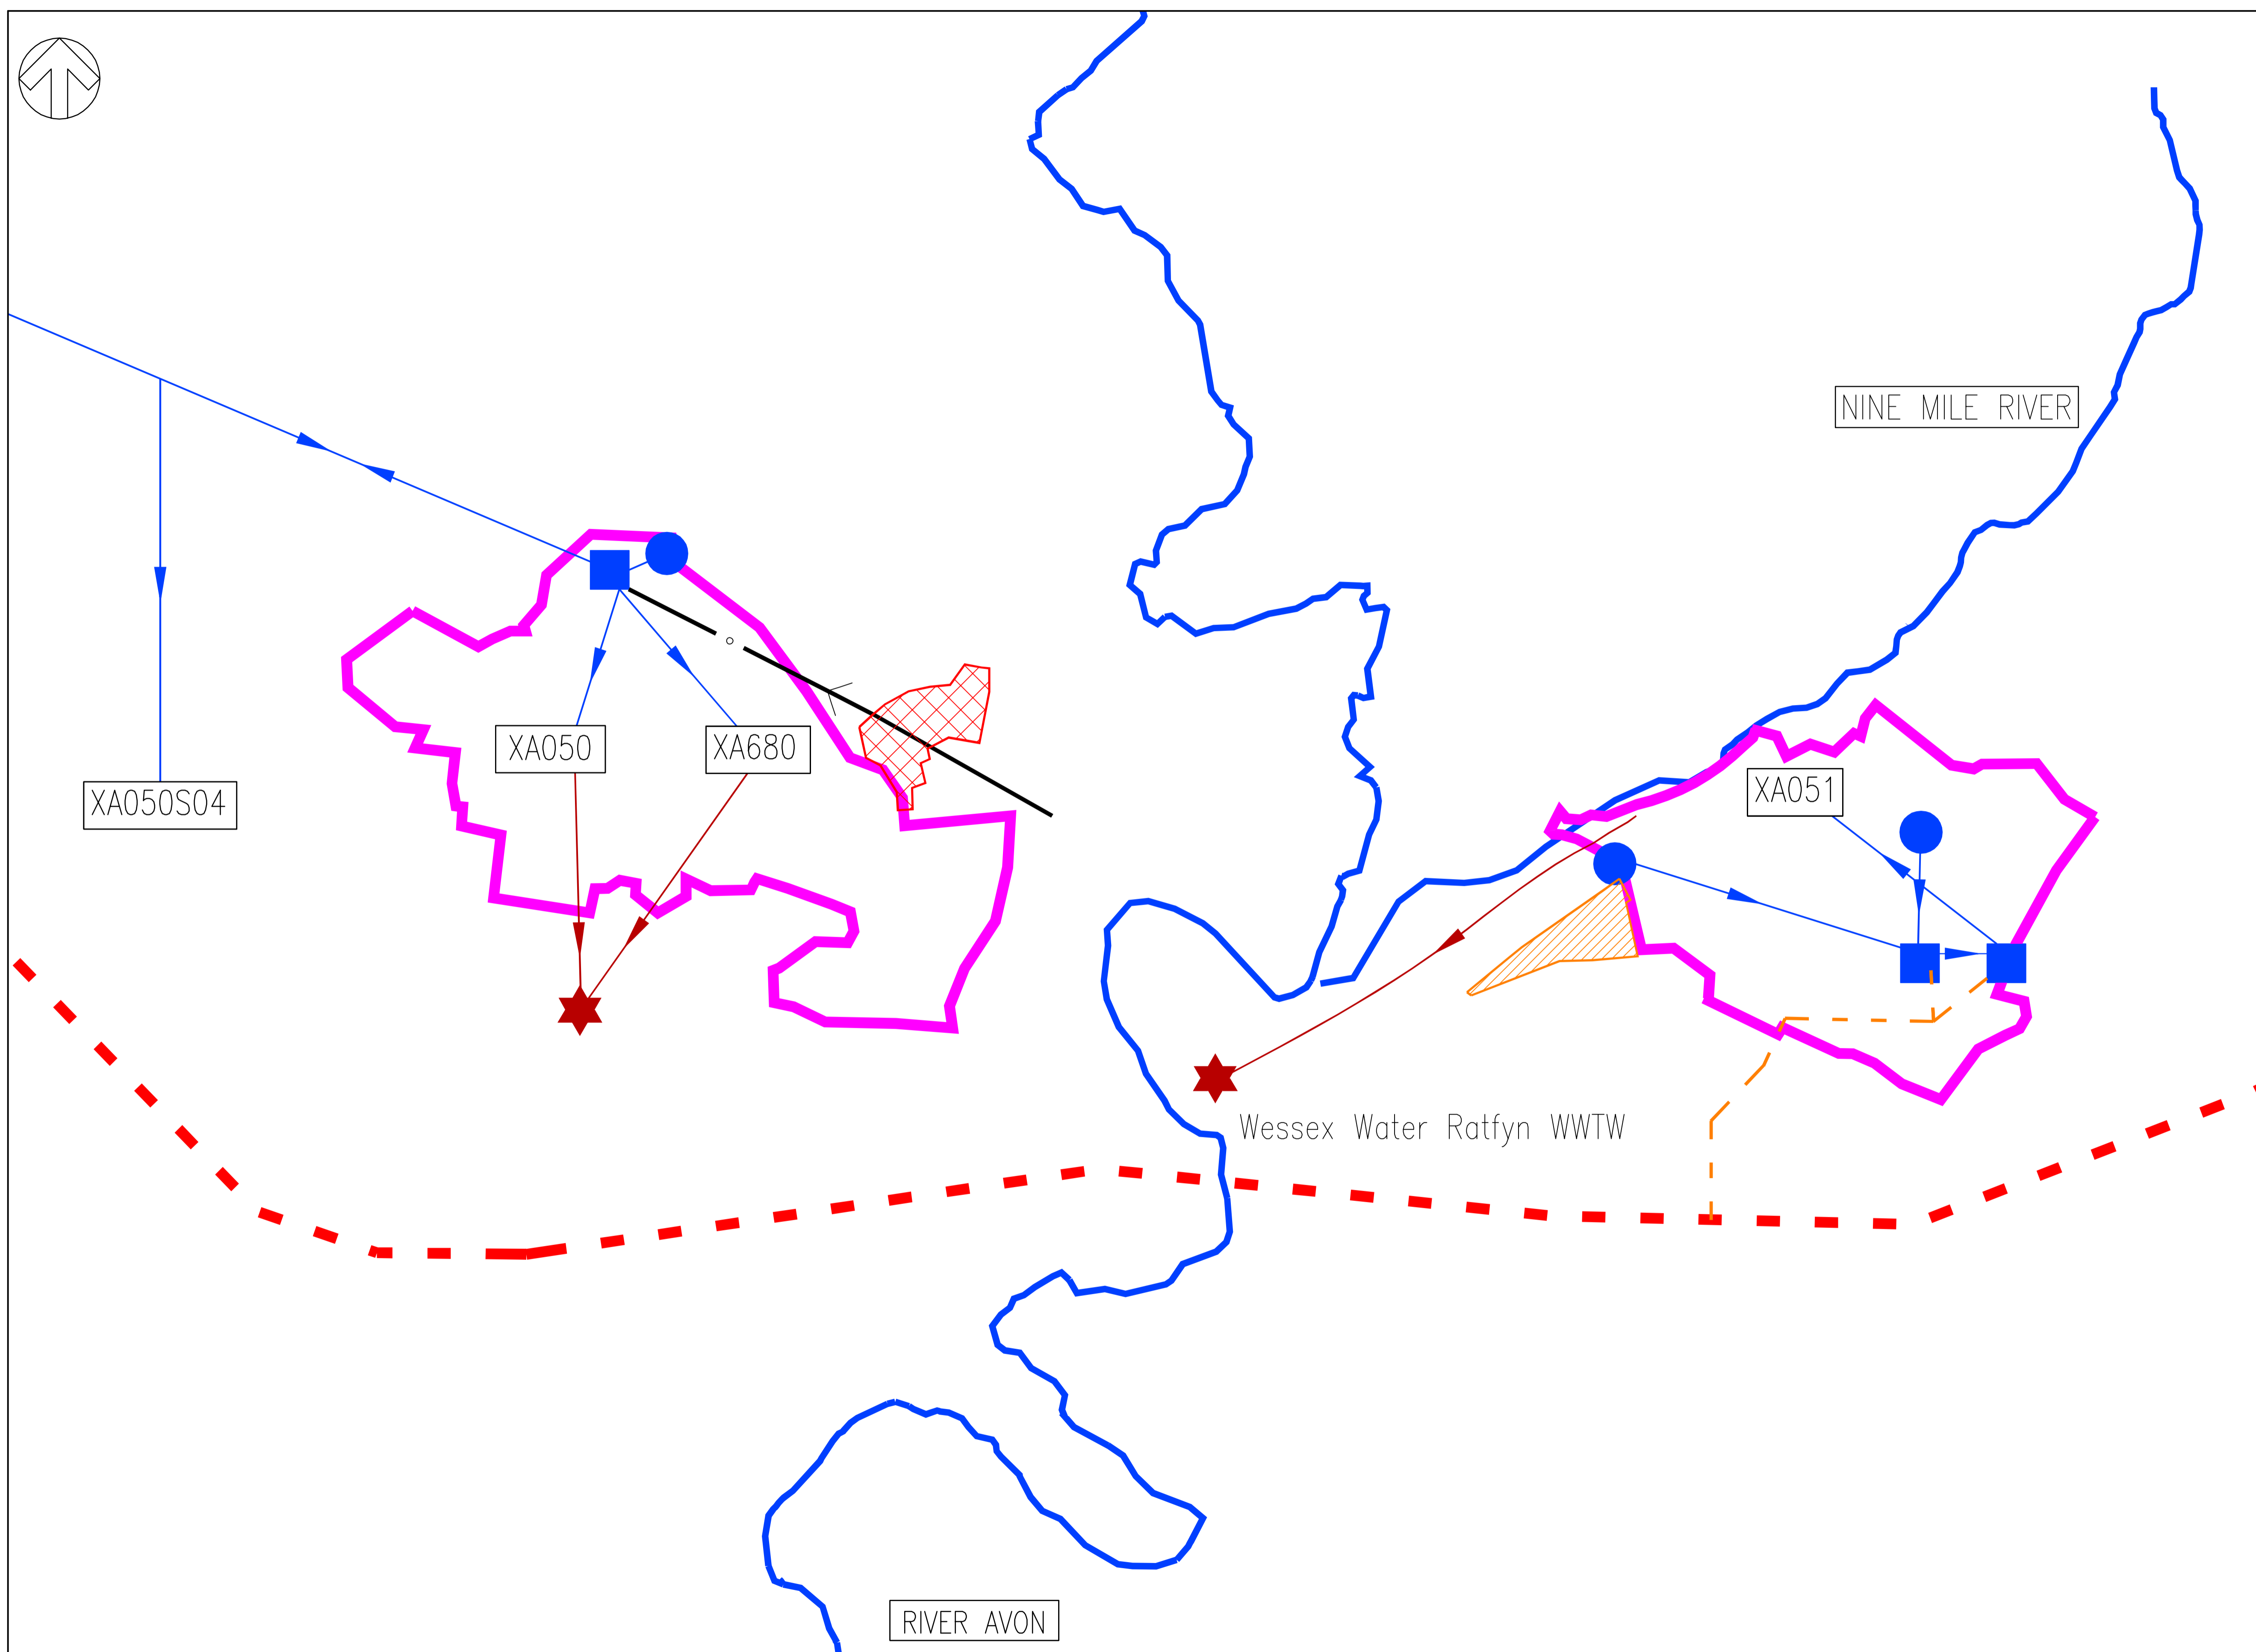 NINE MILE RIVER
XA050
XA680
XA050S04
XA051
Wessex Water Ratfyn WWTW
RIVER AVON